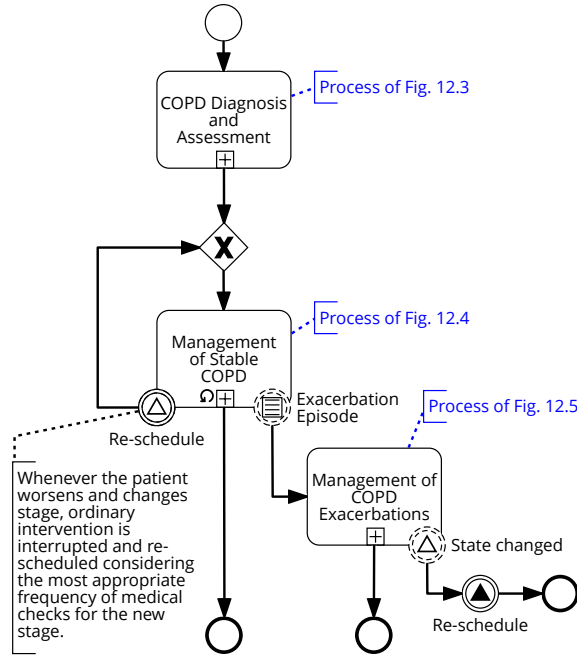 COPD Diagnosis
and
Assessment
Process of Fig. 12.3
X
Management
of Stable
COPD
Process of Fig. 12.4
Re-schedule
Exacerbation
Episode
Process of Fig. 12.5
Management of
COPD
Exacerbations
State changed
Re-schedule
Whenever the patient
worsens and changes
stage, ordinary
intervention is
interrupted and re-
scheduled considering
the most appropriate
frequency of medical
checks for the new
stage.